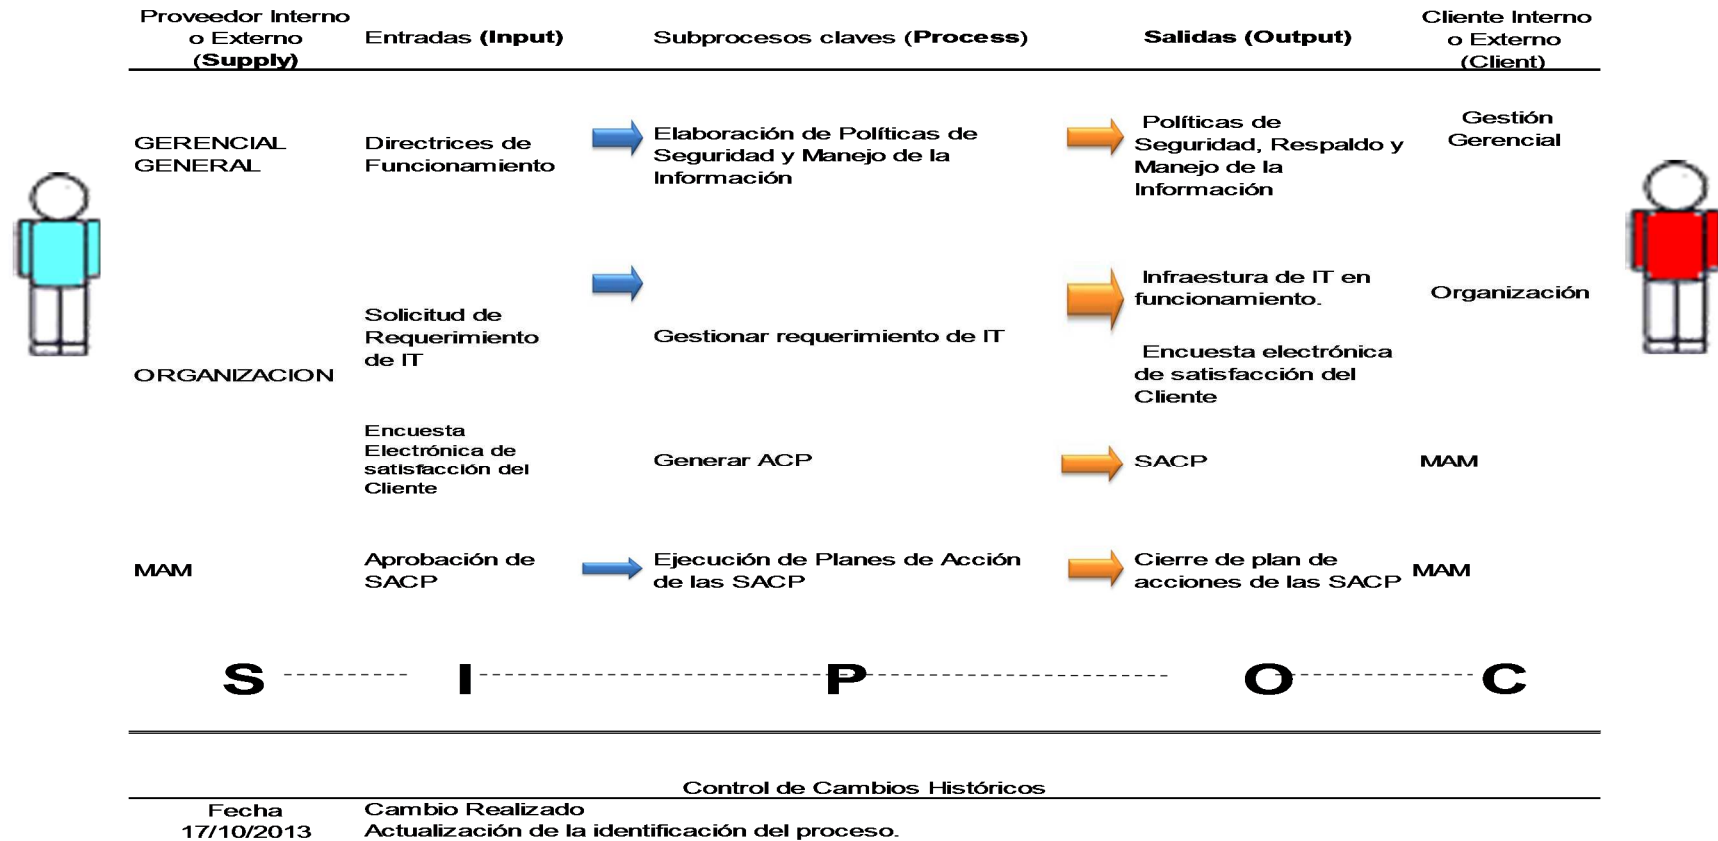 Proveedor Interno
o Externo
(Supply)
Entradas (Input)
Subprocesos claves (Process)
Salidas (Output)
Cliente Interno
o Externo
(Client)
GERENCIAL
GENERAL
Directrices de
Funcionamiento
Elaboración de Políticas de
Seguridad y Manejo de la
Información
Políticas de
Seguridad, Respaldo y
Manejo de la
Información
Gestión
Gerencial
ORGANIZACION
Solicitud de
Requerimiento
de IT
Gestionar requerimiento de IT
Infraestura de IT en
funcionamiento.
Encuesta electrónica
de satisfacción del
Cliente
Organización
Encuesta
Electrónica de
satisfacción del
Cliente
Generar ACP
SACP
MAM
MAM
Aprobación de
SACP
Ejecución de Planes de Acción
de las SACP
Cierre de plan de
acciones de las SACP
MAM
S I P O C
Control de Cambios Históricos
Fecha Cambio Realizado
17/10/2013 Actualización de la identificación del proceso.